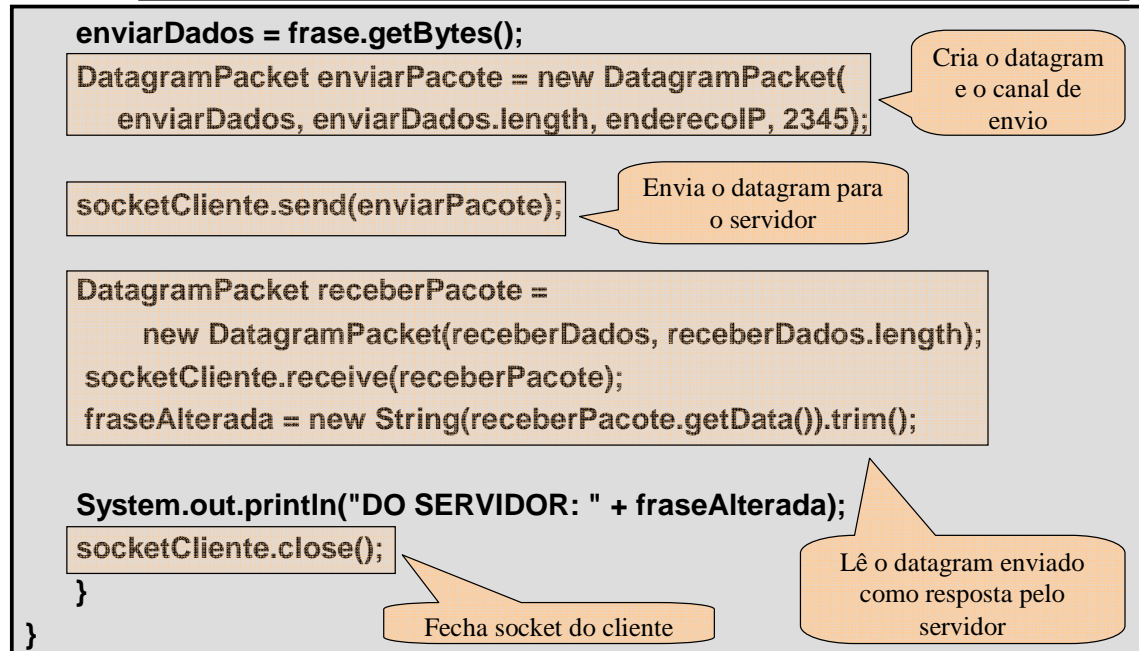 enviarDados = frase.getBytes();
DatagramPacket enviarPacote = new DatagramPacket(
enviarDados, enviarDados.length, enderecoIP, 2345);
Cria o datagram
e o canal de
envio
socketCliente.send(enviarPacote);
Envia o datagram para
o servidor
DatagramPacket receberPacote =
new DatagramPacket(receberDados, receberDados.length);
socketCliente.receive(receberPacote);
fraseAlterada = new String(receberPacote.getData()).trim();
System.out.println("DO SERVIDOR: " + fraseAlterada);
socketCliente.close();
Lê o datagram enviado
como resposta pelo
servidor
}
Fecha socket do cliente
}